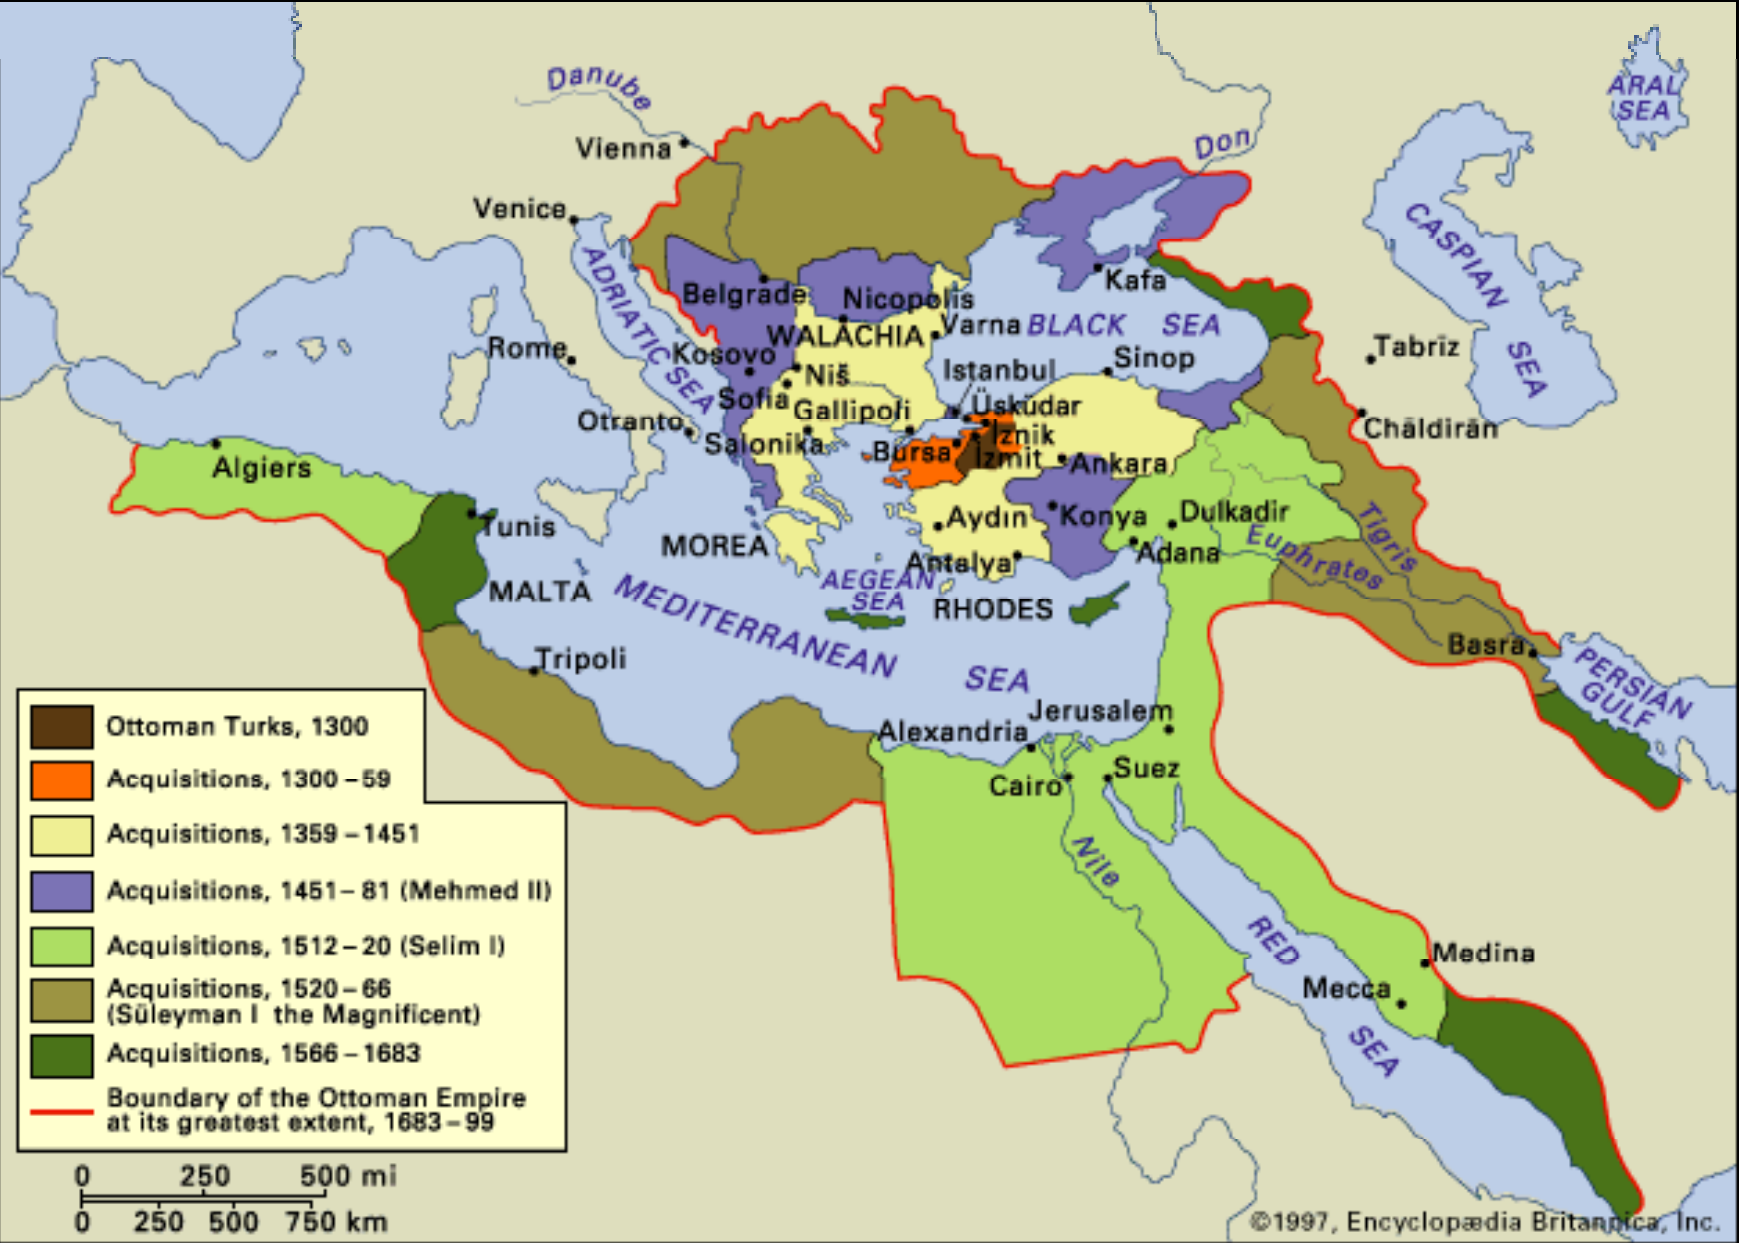 Danube
ARAL
SEA
Don
Vienna
Venice
CASPIAN
SEA
ADRIATIC SEA
Belgrade
Nicopolis
Kafa
WALACHIA
Varna
BLACK SEA
Tabrīz
Rome
Kosovo
Niš
Istanbul
Sinop
Sofia
Gallipoli
Üsküdar
Chāldirān
Otranto
Salonika
Bursa
İznik
İzmit
Ankara
Algiers
Tunis
Aydın
Konya
Dulkadir
Tigris
MOREA
Antalya
Adana
Euphrates
MALTA
AEGEAN
SEA
RHODES
MEDITERRANEAN
SEA
Basra
PERSIAN
GULF
Tripoli
Alexandria
Jerusalem
Cairo
Suez
Nile
RED
SEA
Medina
Mecca
Ottoman Turks, 1300
Acquisitions, 1300–59
Acquisitions, 1359–1451
Acquisitions, 1451–81 (Mehmed II)
Acquisitions, 1512–20 (Selim I)
Acquisitions, 1520–66
(Süleyman I the Magnificent)
Acquisitions, 1566–1683
Boundary of the Ottoman Empire
at its greatest extent, 1683–99
0 250 500 mi
0 250 500 750 km
©1997, Encyclopædia Britannica, Inc.